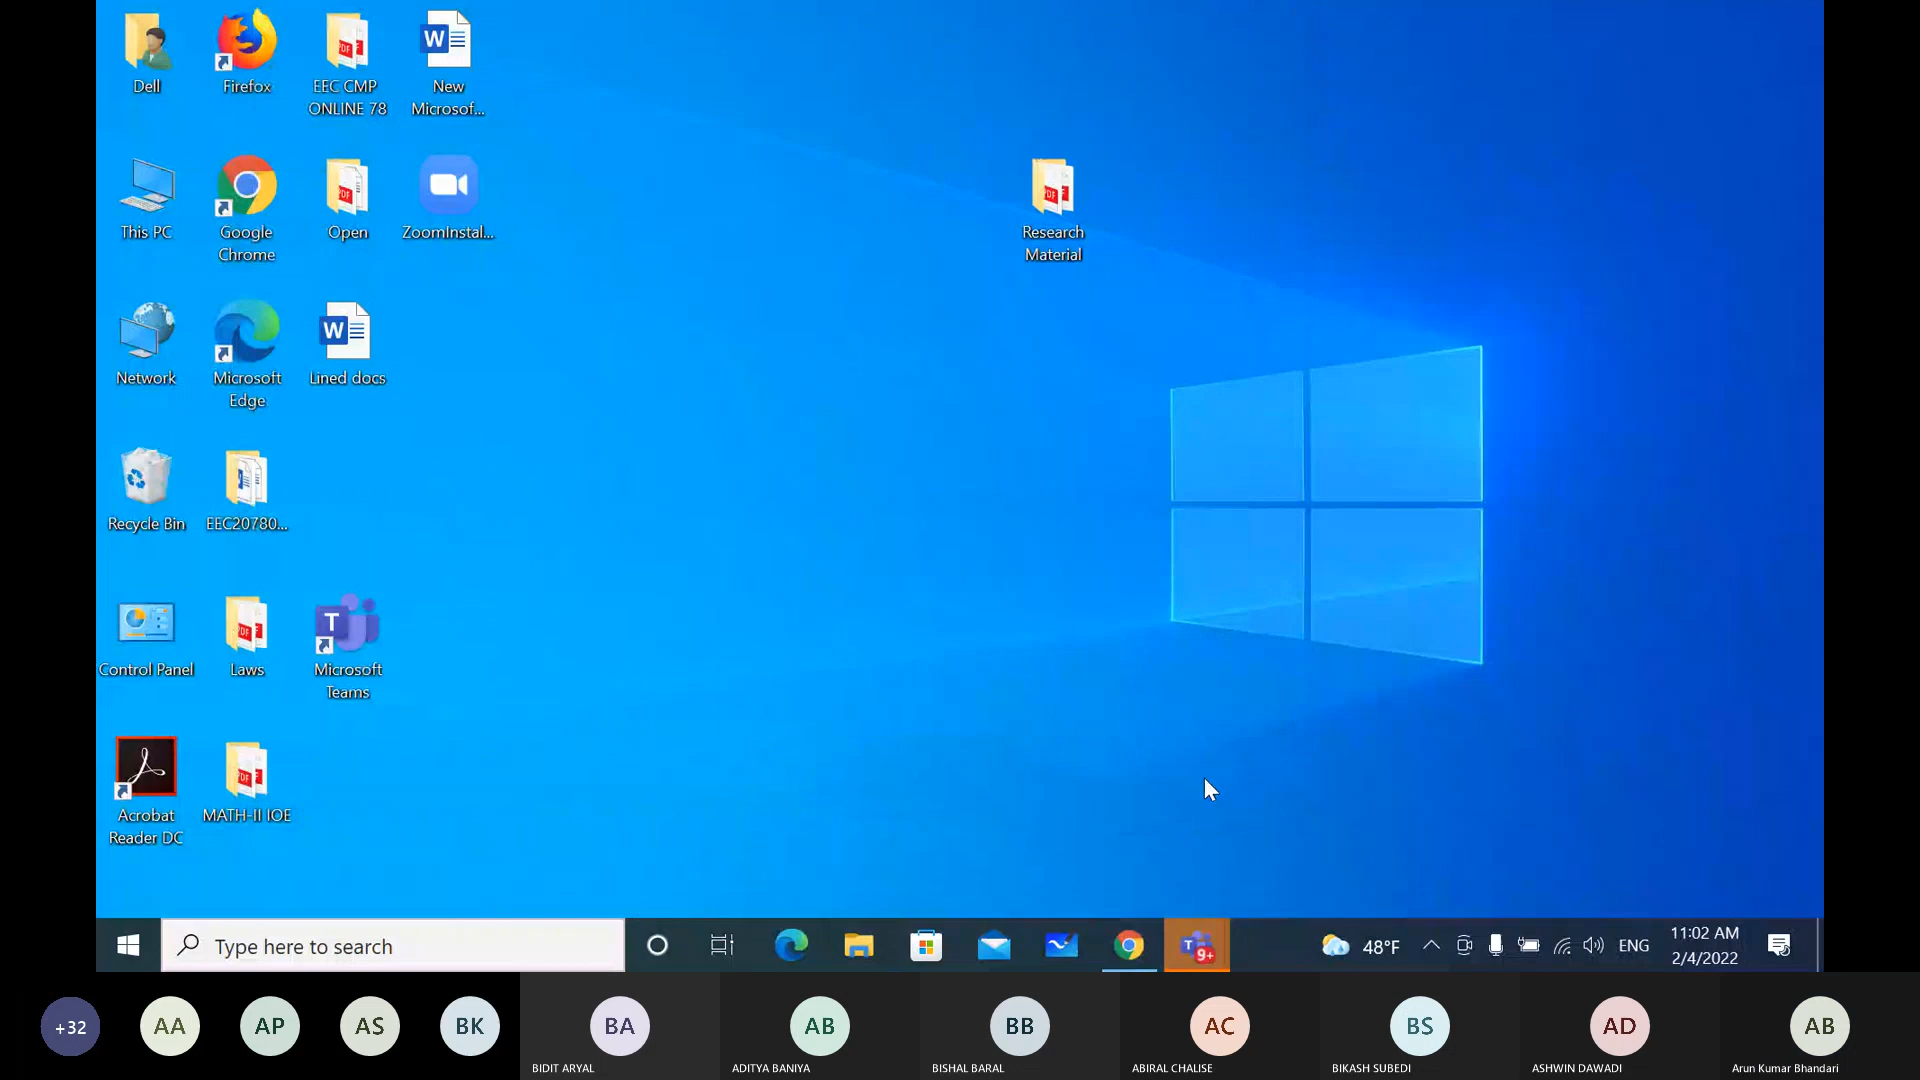 Dell
Firefox
EEC CMP
ONLINE 78
New
Microsof...
This PC
Google
Chrome
Open
ZoomInstal...
Research
Material
Network
Microsoft
Edge
Lined docs
Recycle Bin
EEC20780...
Control Panel
Laws
Microsoft
Teams
Acrobat
Reader DC
MATH-II IOE
Type here to search
9+
48°F
ENG
11:02 AM
2/4/2022
+32
AA
AP
AS
BK
BA
AB
BB
AC
BS
AD
AB
BIDIT ARYAL
ADITYA BANIYA
BISHAL BARAL
ABIRAL CHALISE
BIKASH SUBEDI
ASHWIN DAWADI
Arun Kumar Bhandari